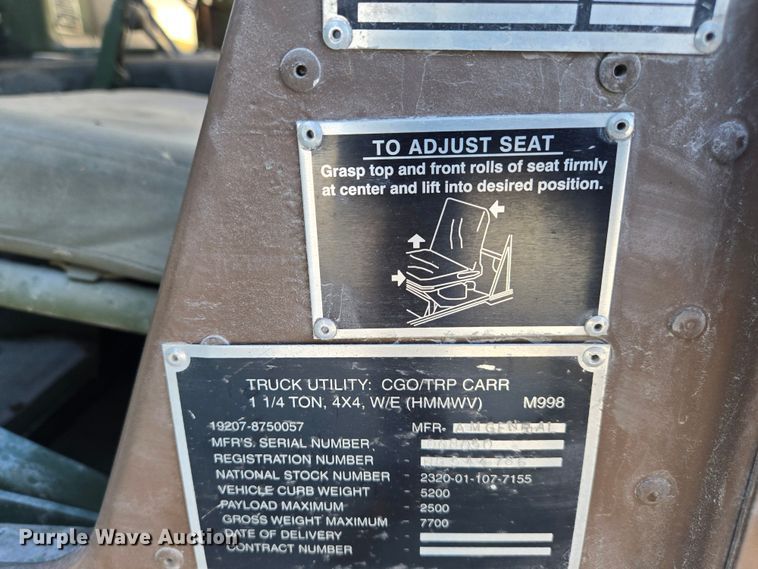 TO ADJUST SEAT
Grasp top and front rolls of seat firmly
at center and lift into desired position.
TRUCK UTILITY: CGO/TRP CARR
1 1/4 TON, 4X4, W/E (HMMWV) M998
19207-8750057 MFR- AM GENERAL
MFR'S. SERIAL NUMBER
REGISTRATION NUMBER
NATIONAL STOCK NUMBER - 2320-01-107-7155
VEHICLE CURB WEIGHT - 5200
PAYLOAD MAXIMUM - 2500
GROSS WEIGHT MAXIMUM - 7700
DATE OF DELIVERY
CONTRACT NUMBER
Purple Wave Auction